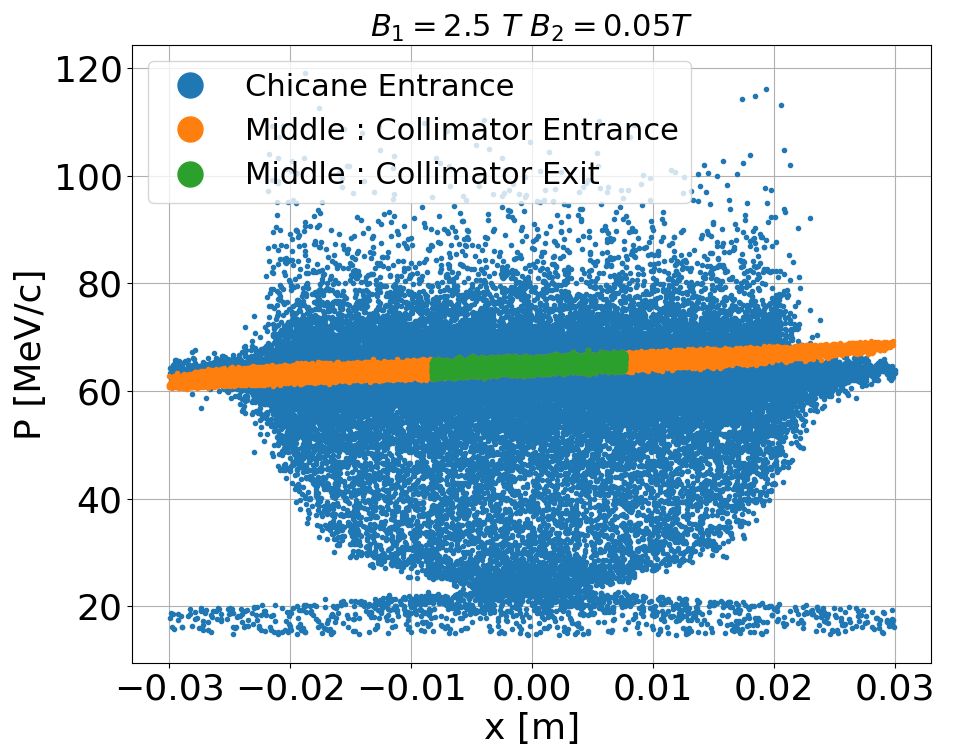 B₁ = 2.5 T B₂ = 0.05T
Chicane Entrance
Middle : Collimator Entrance
Middle : Collimator Exit
120
100
80
60
40
20
P [MeV/c]
−0.03 −0.02 −0.01 0.00 0.01 0.02 0.03
x [m]